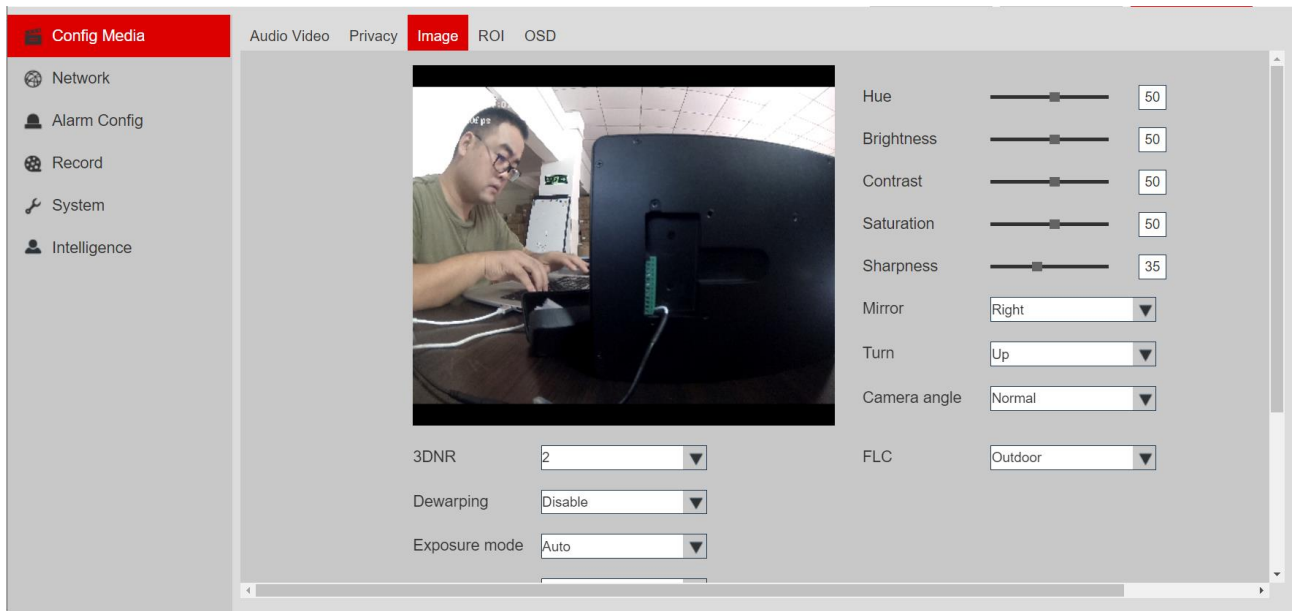 Config Media
Network
Alarm Config
Record
System
Intelligence
Audio Video Privacy Image ROI OSD
Hue 50
Brightness 50
Contrast 50
Saturation 50
Sharpness 35
Mirror Right
Turn Up
Camera angle Normal
3DNR 2
FLC Outdoor
Dewarping Disable
Exposure mode Auto